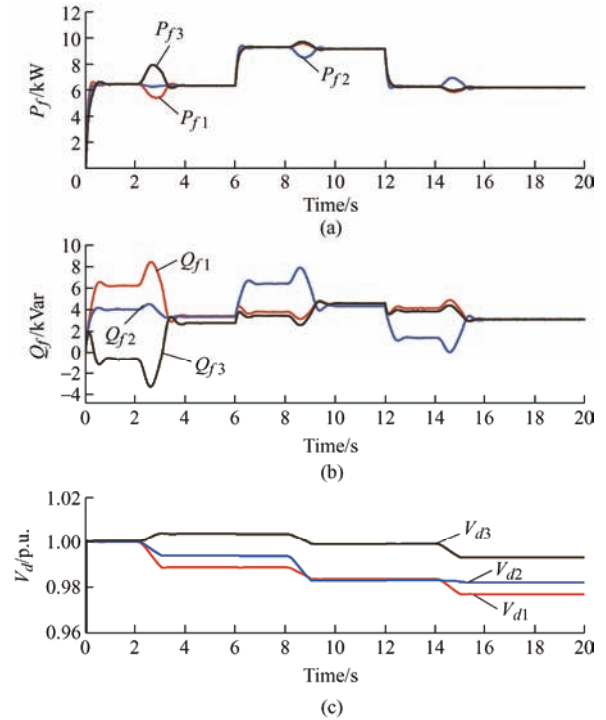 12
10
8
6
4
2
P_f/kW
P_f3
P_f1
P_f2
0 2 4 6 8 10 12 14 16 18 20
Time/s
(a)
10
8
6
4
2
0
−2
−4
Q_f/kVar
Q_f1
Q_f2
Q_f3
0 2 4 6 8 10 12 14 16 18 20
Time/s
(b)
1.02
1.00
0.98
0.96
V_d/p.u.
V_d3
V_d2
V_d1
0 2 4 6 8 10 12 14 16 18 20
Time/s
(c)